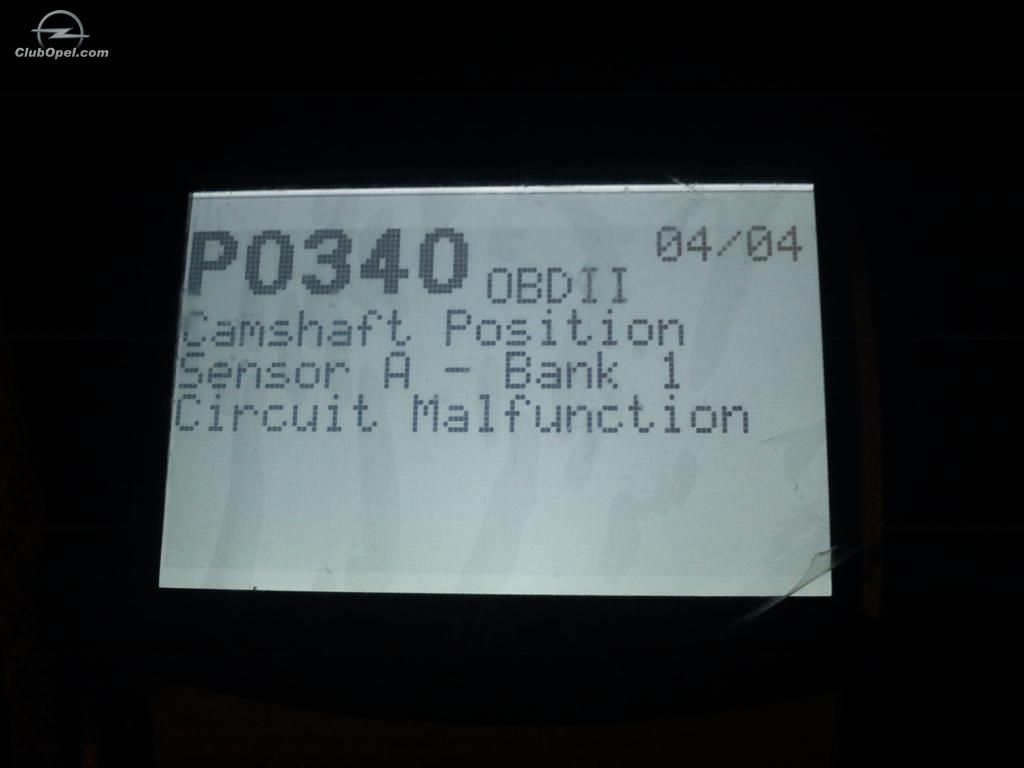 ClubOpel.com
P0340 OBDII 04/04
Camshaft Position
Sensor A - Bank 1
Circuit Malfunction